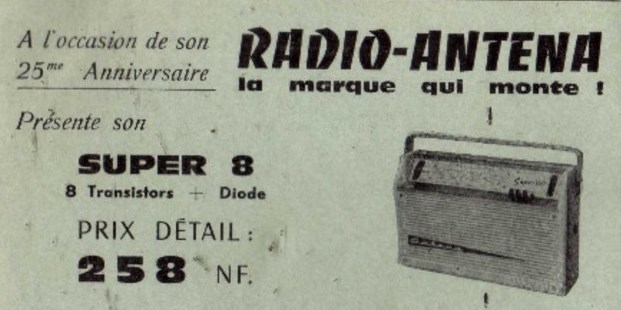 A l'occasion de son
25me Anniversaire
RADIO-ANTENA
la marque qui monte !
Présente son
SUPER 8
8 Transistors + Diode
PRIX DÉTAIL :
258 NF.